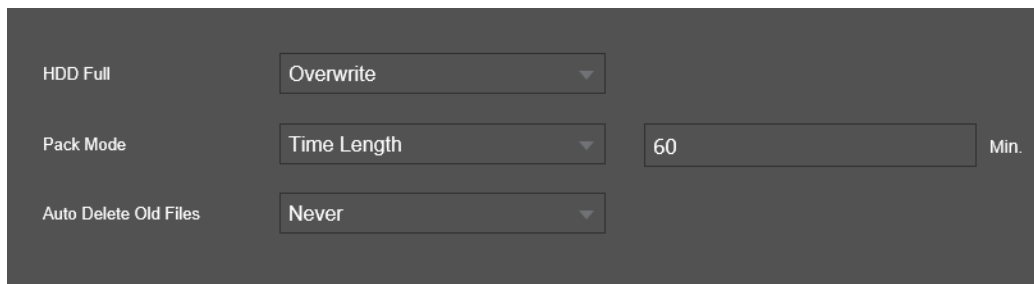 HDD Full Overwrite
Pack Mode Time Length 60 Min.
Auto Delete Old Files Never